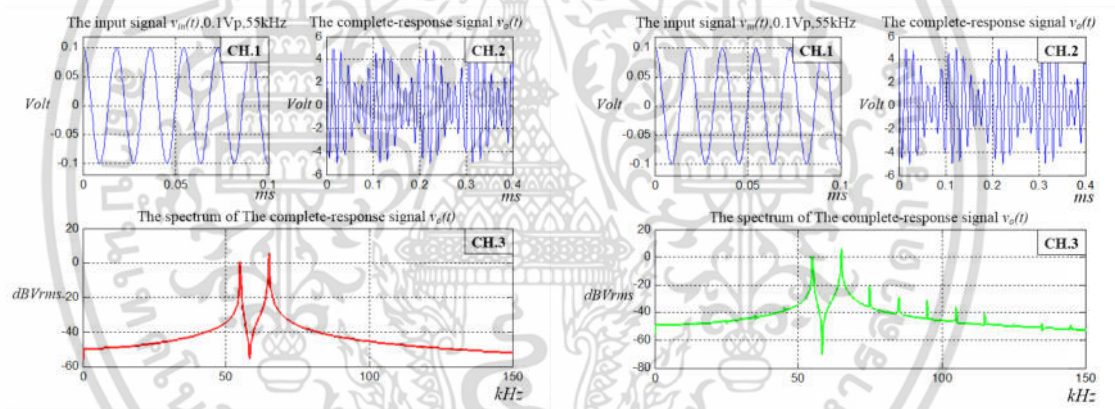 The input signal vin(t),0.1Vp,55kHz
CH.1
0.1
0.05
Volt 0
-0.05
-0.1
0 0.05 0.1
ms
The complete-response signal vo(t)
CH.2
6
4
2
Volt 0
-2
-4
-6
0 0.1 0.2 0.3 0.4
ms
The spectrum of The complete-response signal vo(t)
CH.3
20
0
dBVrms -20
-40
-60
0 50 100 150
kHz
The input signal vin(t),0.1Vp,55kHz
CH.1
0.1
0.05
Volt 0
-0.05
-0.1
0 0.05 0.1
ms
The complete-response signal vo(t)
CH.2
6
4
2
Volt 0
-2
-4
-6
0 0.1 0.2 0.3 0.4
ms
The spectrum of The complete-response signal vo(t)
CH.3
20
0
dBVrms -20
-40
-60
0 50 100 150
kHz